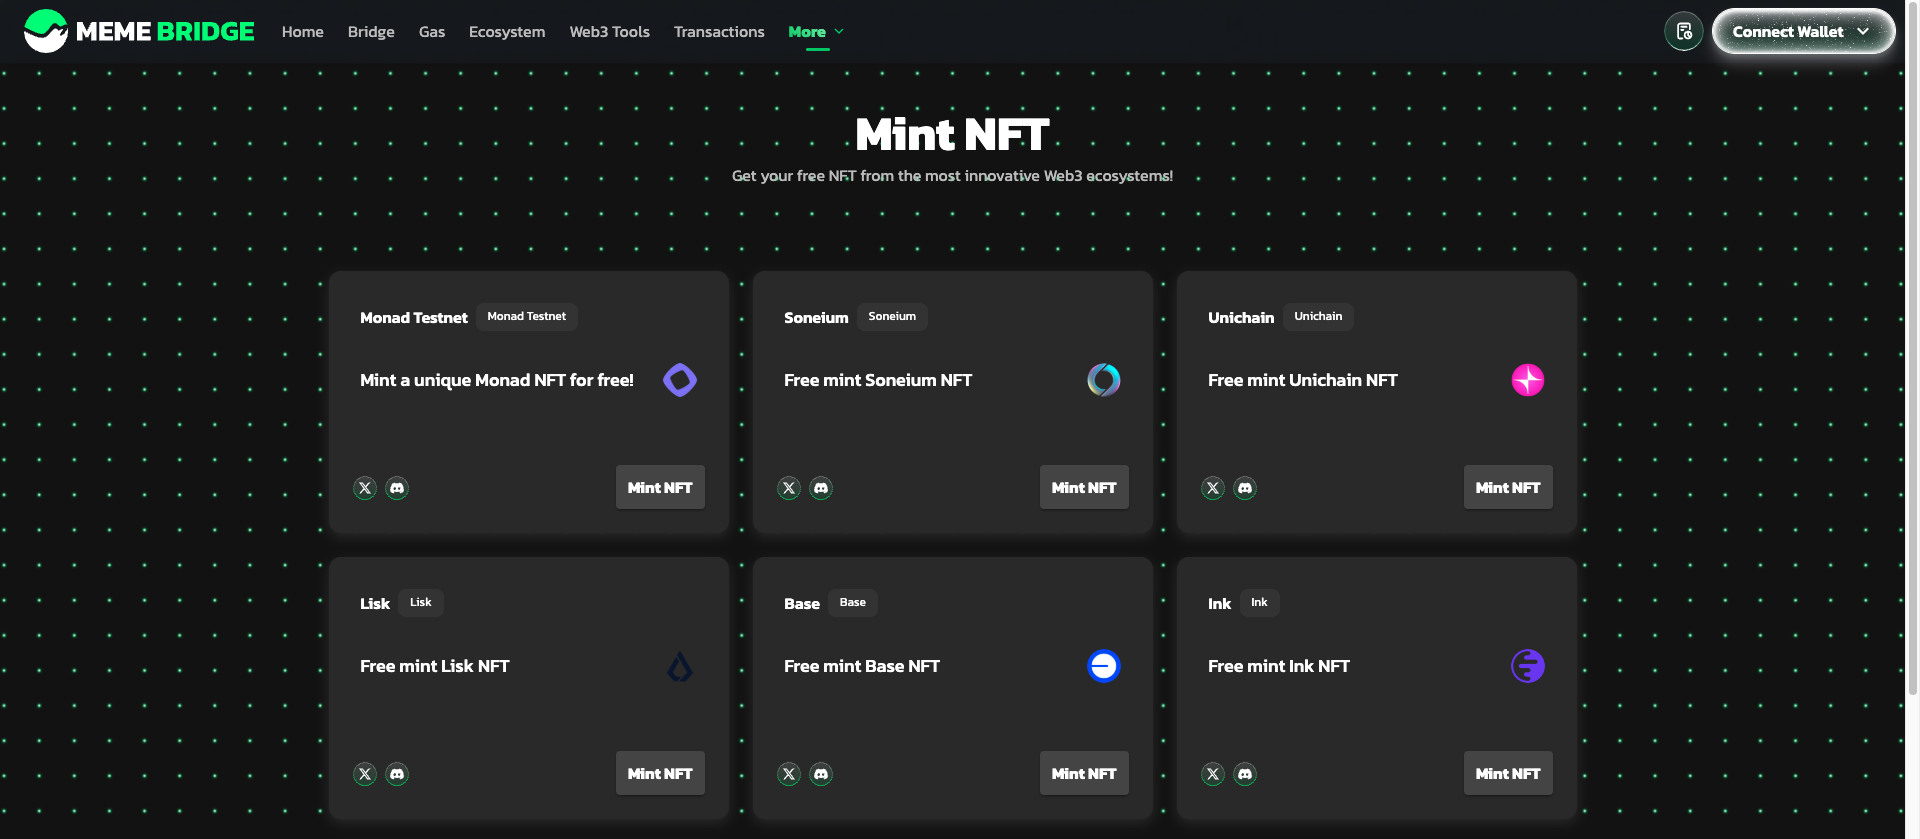 MEME BRIDGE
Home Bridge Gas Ecosystem Web3 Tools Transactions More
Connect Wallet
Mint NFT
Get your free NFT from the most innovative Web3 ecosystems!
Monad Testnet Monad Testnet
Mint a unique Monad NFT for free!
Mint NFT
Soneium Soneium
Free mint Soneium NFT
Mint NFT
Unichain Unichain
Free mint Unichain NFT
Mint NFT
Lisk Lisk
Free mint Lisk NFT
Mint NFT
Base Base
Free mint Base NFT
Mint NFT
Ink Ink
Free mint Ink NFT
Mint NFT